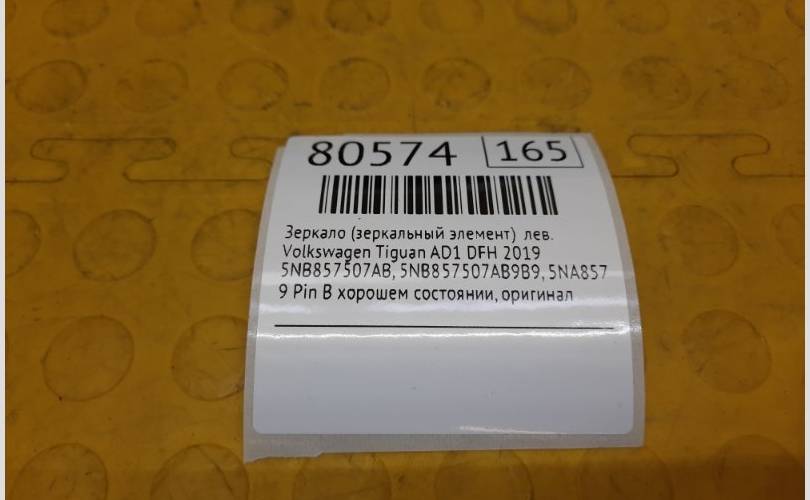 80574 165
Зеркало (зеркальный элемент) лев.
Volkswagen Tiguan AD1 DFH 2019
5NB857507AB, 5NB857507AB9B9, 5NA857
9 Pin В хорошем состоянии, оригинал